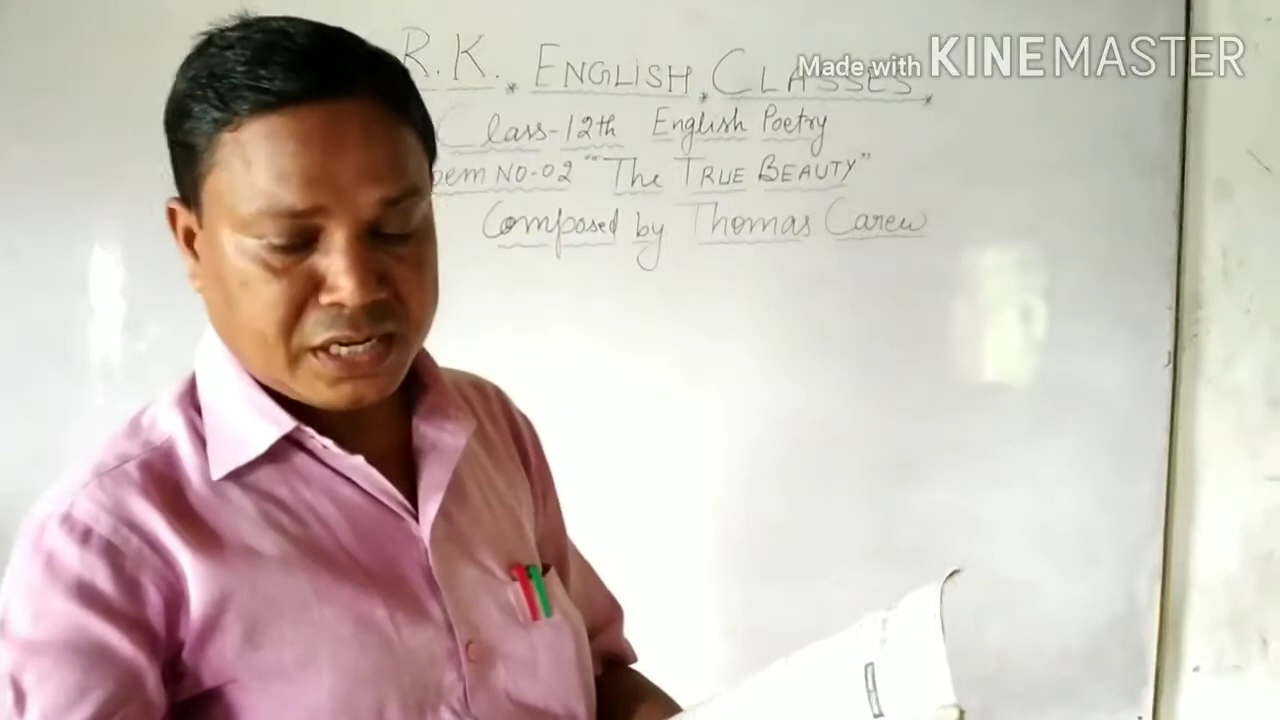 R.K. ENGLISH CLASSES
Made with KINEMASTER
Class-12th English Poetry
oem NO-02 "The TRUE BEAUTY"
Composed by Thomas Carew